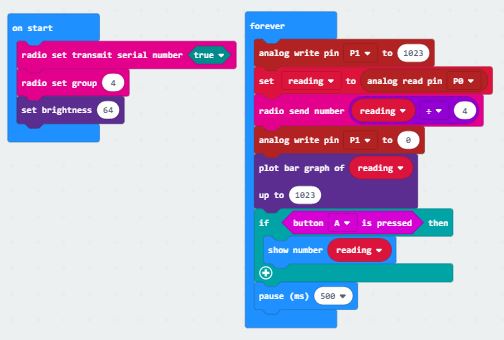 on start
radio set transmit serial number true
radio set group 4
set brightness 64
forever
analog write pin P1 to 1023
set reading to analog read pin P0
radio send number reading ÷ 4
analog write pin P1 to 0
plot bar graph of reading
up to 1023
if button A is pressed then
show number reading
pause (ms) 500